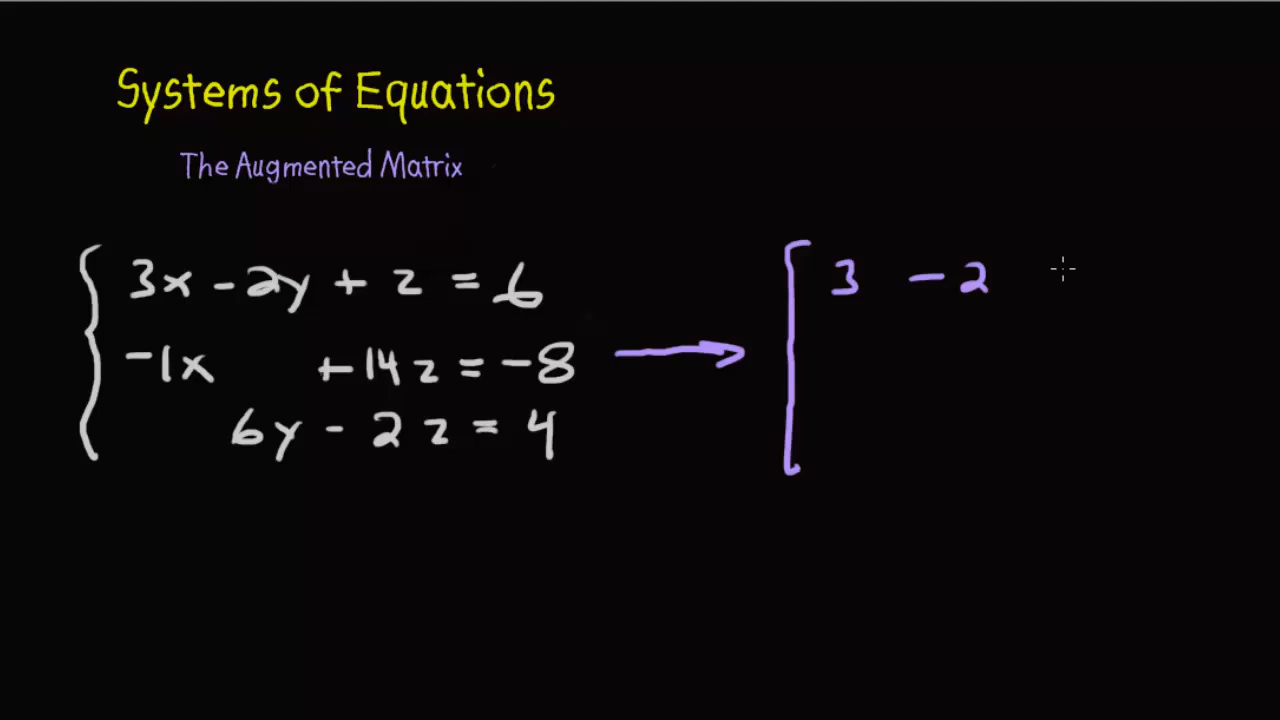 Systems of Equations
The Augmented Matrix
3x - 2y + z = 6
-1x +14z = -8
6y - 2z = 4
3 -2